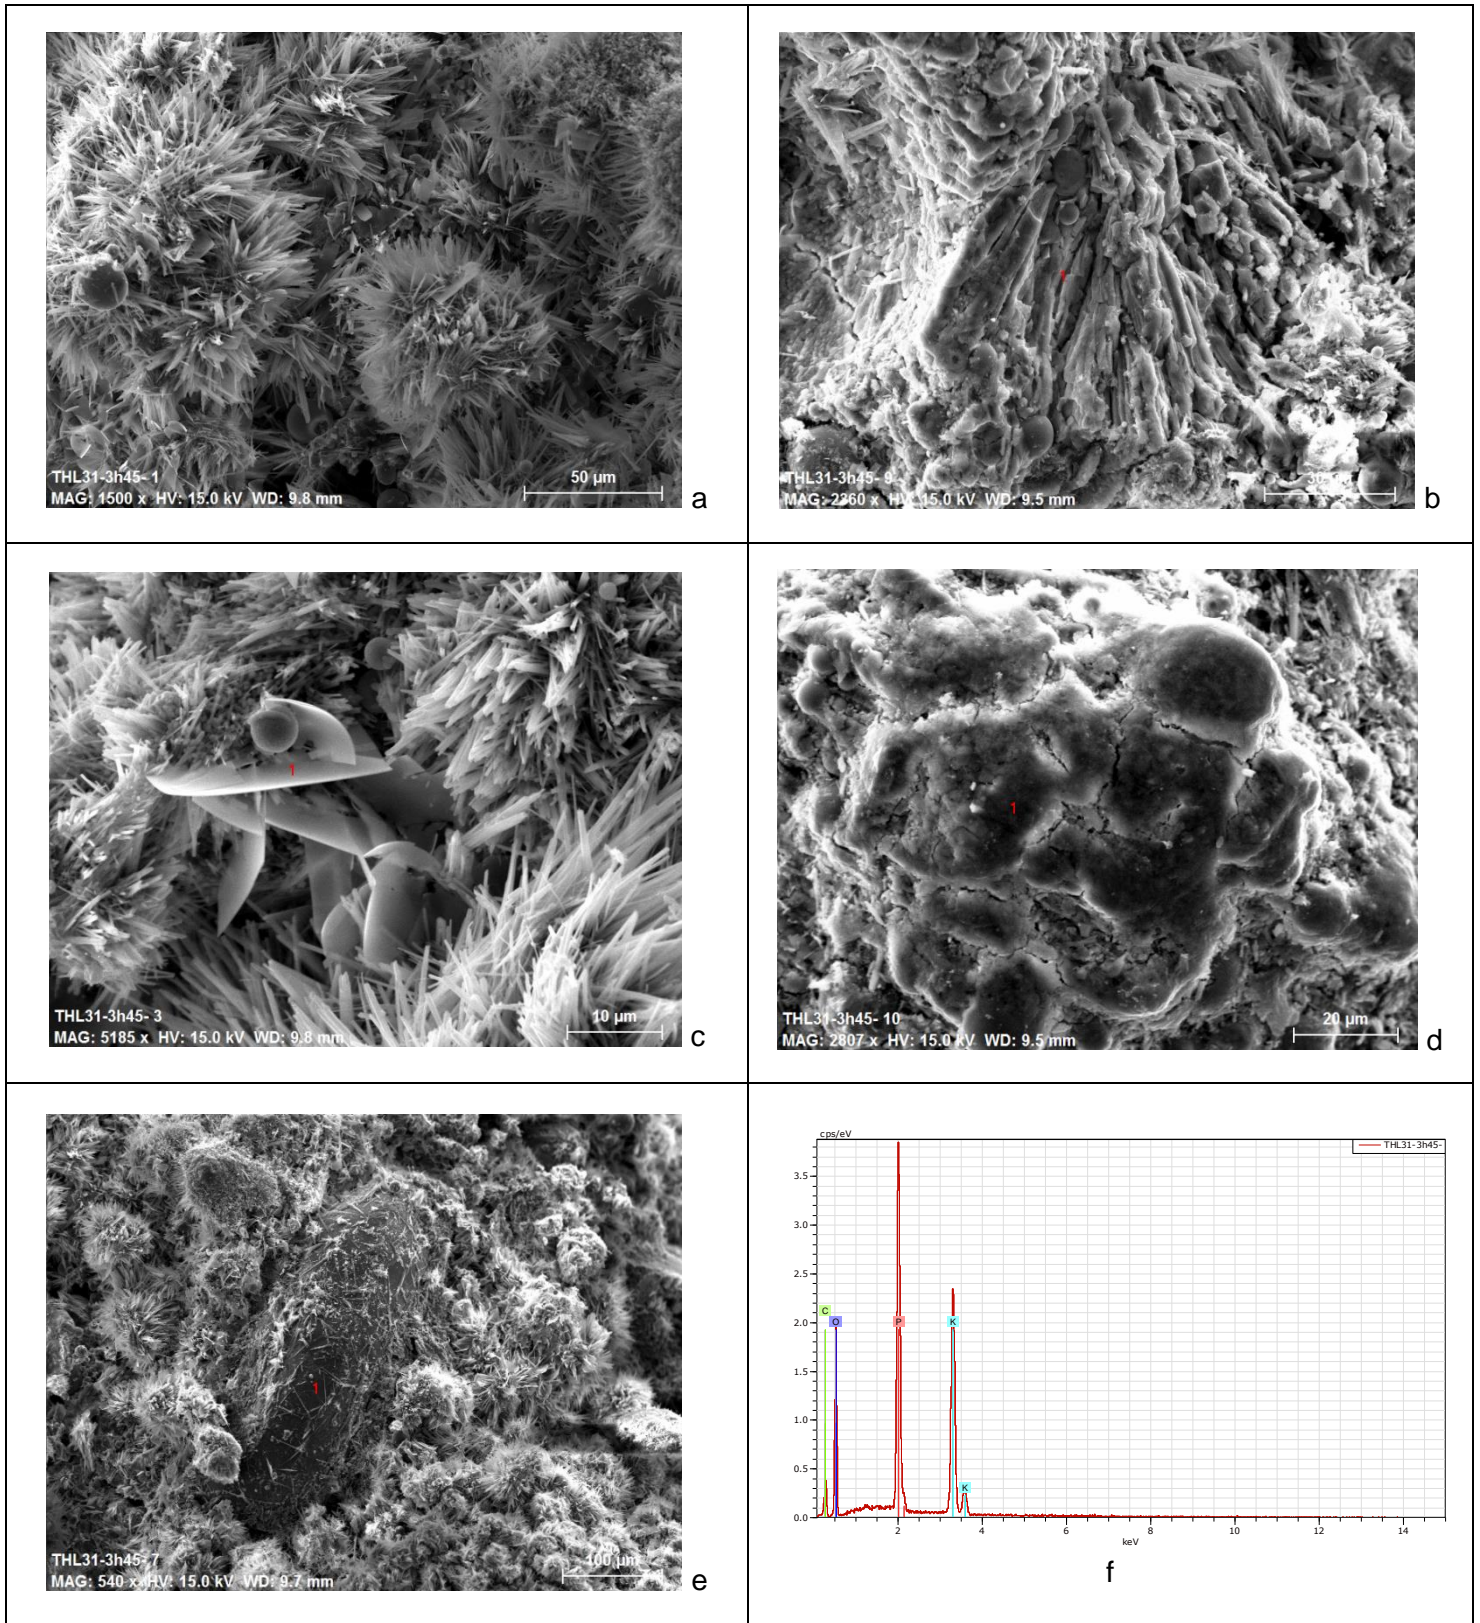 THL31-3h45- 1
MAG: 1500 x HV: 15.0 kV WD: 9.8 mm
50 µm
a
1
THL31-3h45- 9
MAG: 2360 x HV: 15.0 kV WD: 9.5 mm
b
1
THL31-3h45- 3
MAG: 5185 x HV: 15.0 kV WD: 9.8 mm
10 µm
c
1
THL31-3h45- 10
MAG: 2807 x HV: 15.0 kV WD: 9.5 mm
20 µm
d
1
THL31-3h45- 7
MAG: 540 x HV: 15.0 kV WD: 9.7 mm
100 µm
e
cps/eV
THL31-3h45-
3.5
3.0
2.5
2.0
1.5
1.0
0.5
0.0
C
O
P
K
K
2 4 6 8 10 12 14
keV
f